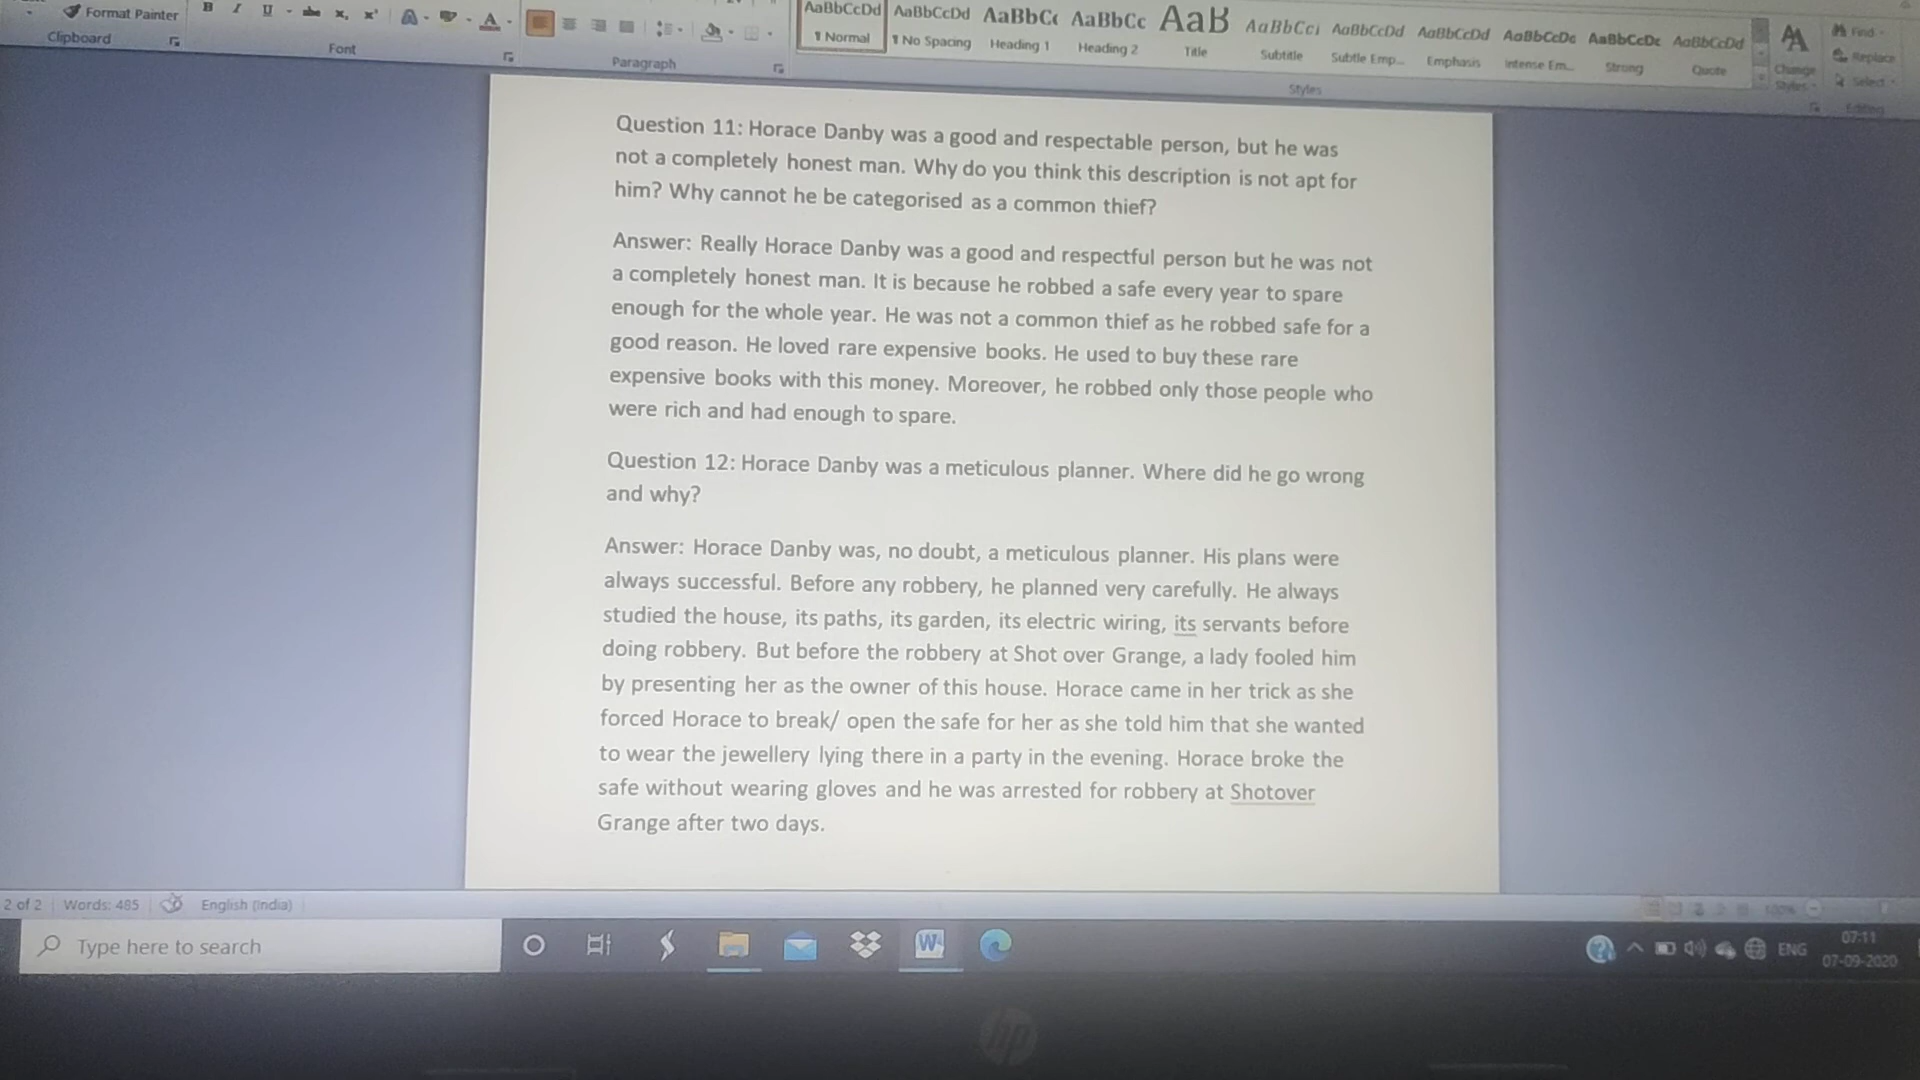 Format Painter
Clipboard
B I U abc x, x'
Font
Paragraph
AaBbCcDd AaBbCcDd AaBbCc AaBbCc AaB AaBbCci AaBbCcDd AaBbCcDd AaBbCcDc AaBbCcDc AaBbCcDd
¶ Normal ¶ No Spacing Heading 1 Heading 2 Title Subtitle Subtle Emp... Emphasis Intense Em... Strong Quote
Styles
Change
Styles
Find
Replace
Select
Editing
Question 11: Horace Danby was a good and respectable person, but he was
not a completely honest man. Why do you think this description is not apt for
him? Why cannot he be categorised as a common thief?
Answer: Really Horace Danby was a good and respectful person but he was not
a completely honest man. It is because he robbed a safe every year to spare
enough for the whole year. He was not a common thief as he robbed safe for a
good reason. He loved rare expensive books. He used to buy these rare
expensive books with this money. Moreover, he robbed only those people who
were rich and had enough to spare.
Question 12: Horace Danby was a meticulous planner. Where did he go wrong
and why?
Answer: Horace Danby was, no doubt, a meticulous planner. His plans were
always successful. Before any robbery, he planned very carefully. He always
studied the house, its paths, its garden, its electric wiring, its servants before
doing robbery. But before the robbery at Shot over Grange, a lady fooled him
by presenting her as the owner of this house. Horace came in her trick as she
forced Horace to break/ open the safe for her as she told him that she wanted
to wear the jewellery lying there in a party in the evening. Horace broke the
safe without wearing gloves and he was arrested for robbery at Shotover
Grange after two days.
2 of 2 Words: 485 English (India) 100%
Type here to search
W
ENG
07:11
07-09-2020
hp